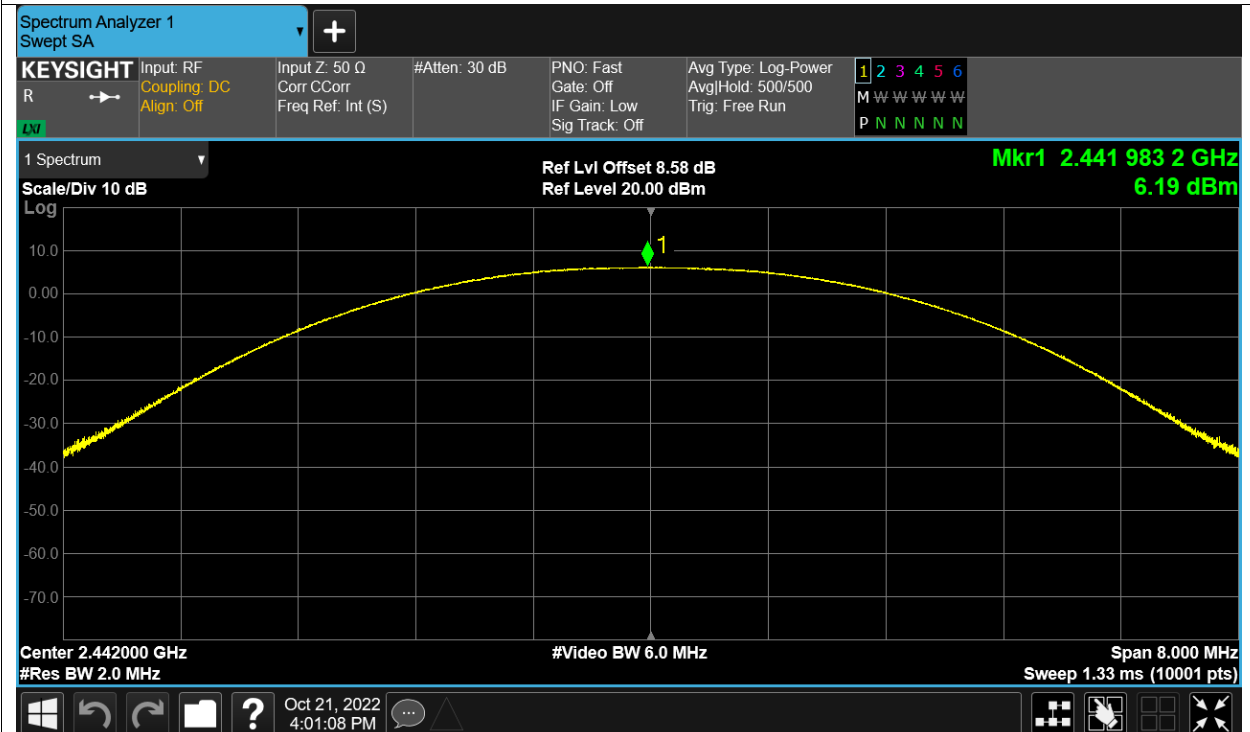 Spectrum Analyzer 1
Swept SA
+
KEYSIGHT
R
LXI
Input: RF
Coupling: DC
Align: Off
Input Z: 50 Ω
Corr CCorr
Freq Ref: Int (S)
#Atten: 30 dB
PNO: Fast
Gate: Off
IF Gain: Low
Sig Track: Off
Avg Type: Log-Power
Avg|Hold: 500/500
Trig: Free Run
1 2 3 4 5 6
M W W W W W W
P N N N N N
1 Spectrum
Scale/Div 10 dB
Log
Ref Lvl Offset 8.58 dB
Ref Level 20.00 dBm
Mkr1 2.441 983 2 GHz
6.19 dBm
1
10.0
0.00
-10.0
-20.0
-30.0
-40.0
-50.0
-60.0
-70.0
Center 2.442000 GHz
#Res BW 2.0 MHz
#Video BW 6.0 MHz
Span 8.000 MHz
Sweep 1.33 ms (10001 pts)
?
Oct 21, 2022
4:01:08 PM